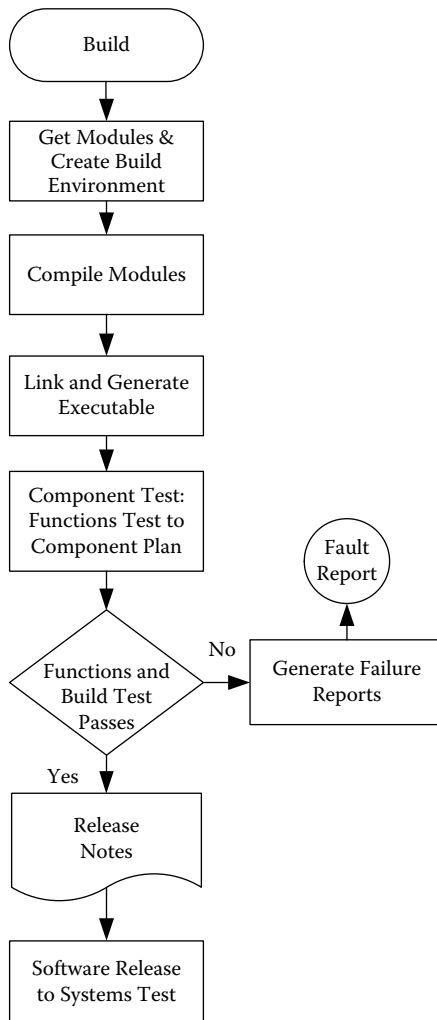 Build
Get Modules &
Create Build
Environment
Compile Modules
Link and Generate
Executable
Component Test:
Functions Test to
Component Plan
Fault
Report
Functions and
Build Test
Passes
No
Generate Failure
Reports
Yes
Release
Notes
Software Release
to Systems Test